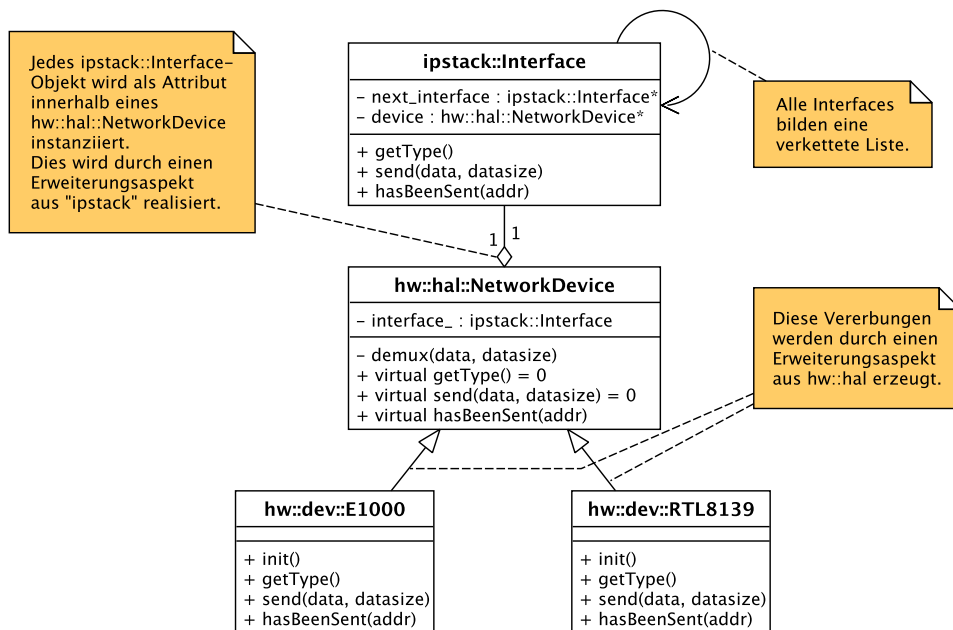 Jedes ipstack::Interface-
Objekt wird als Attribut
innerhalb eines
hw::hal::NetworkDevice
instanziiert.
Dies wird durch einen
Erweiterungsaspekt
aus "ipstack" realisiert.
ipstack::Interface
- next_interface : ipstack::Interface*
- device : hw::hal::NetworkDevice*
+ getType()
+ send(data, datasize)
+ hasBeenSent(addr)
Alle Interfaces
bilden eine
verkettete Liste.
1
1
hw::hal::NetworkDevice
- interface_ : ipstack::Interface
- demux(data, datasize)
+ virtual getType() = 0
+ virtual send(data, datasize) = 0
+ virtual hasBeenSent(addr)
Diese Vererbungen
werden durch einen
Erweiterungsaspekt
aus hw::hal erzeugt.
hw::dev::E1000
+ init()
+ getType()
+ send(data, datasize)
+ hasBeenSent(addr)
hw::dev::RTL8139
+ init()
+ getType()
+ send(data, datasize)
+ hasBeenSent(addr)